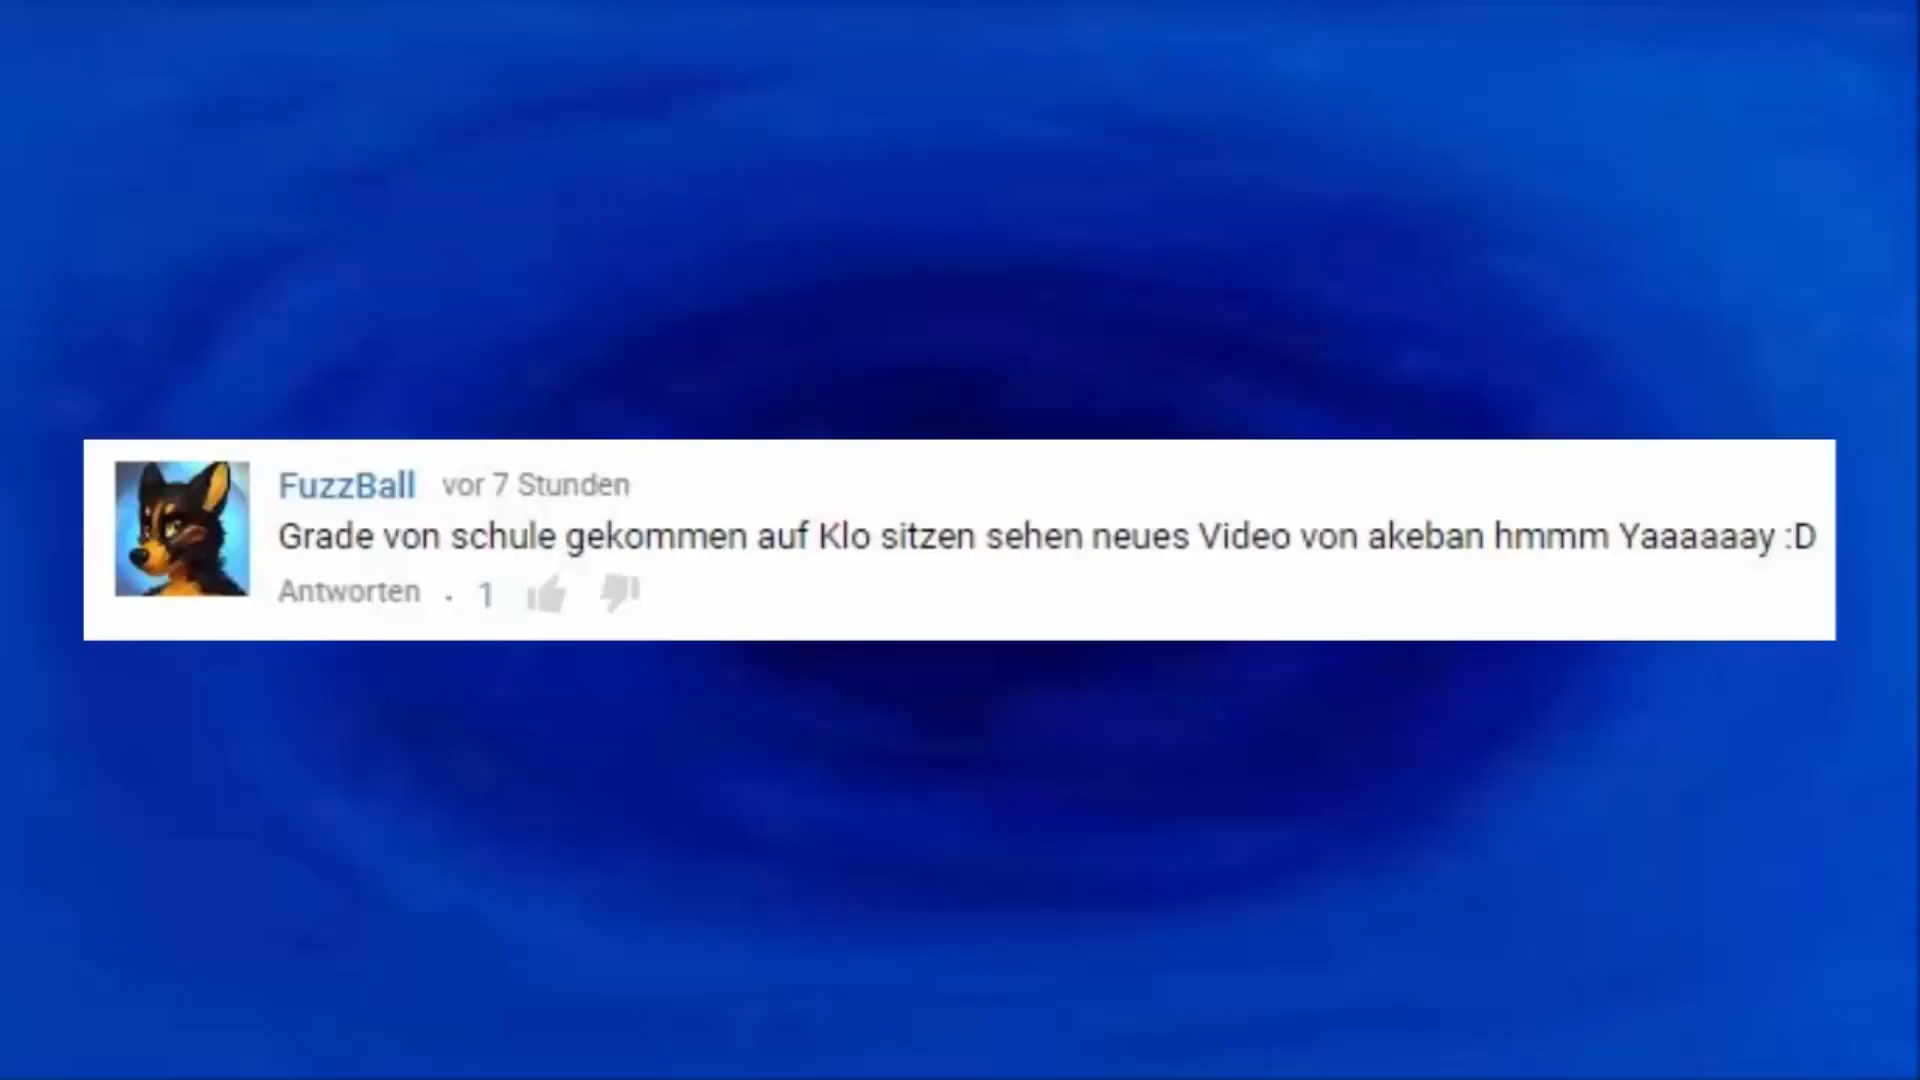 FuzzBall vor 7 Stunden
Grade von schule gekommen auf Klo sitzen sehen neues Video von akeban hmmm Yaaaaaay :D
Antworten . 1